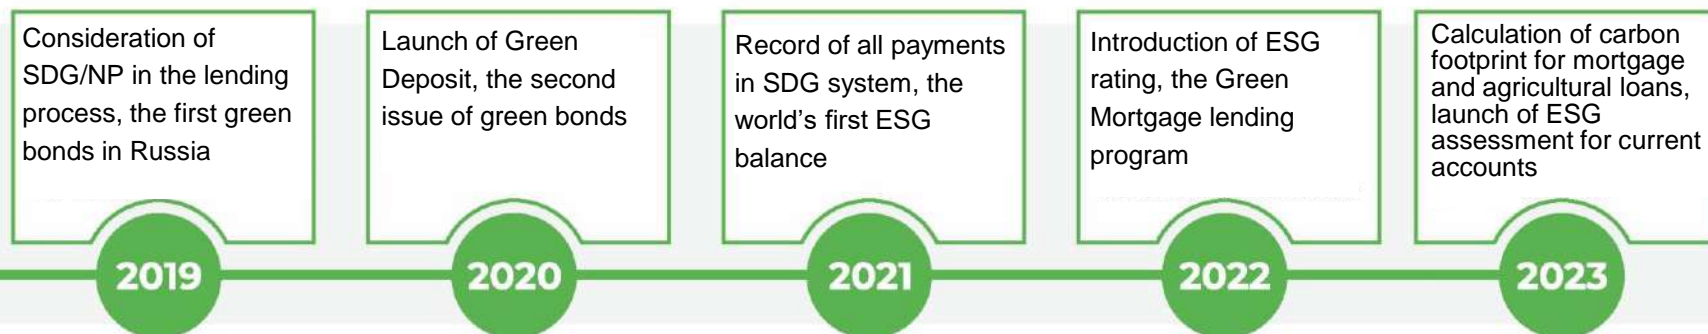 Consideration of
SDG/NP in the lending
process, the first green
bonds in Russia
2019
Launch of Green
Deposit, the second
issue of green bonds
2020
Record of all payments
in SDG system, the
world’s first ESG
balance
2021
Introduction of ESG
rating, the Green
Mortgage lending
program
2022
Calculation of carbon
footprint for mortgage
and agricultural loans,
launch of ESG
assessment for current
accounts
2023